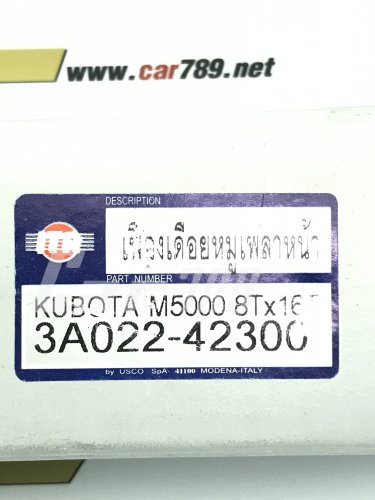 www.car789.net
DESCRIPTION
เฟืองเดือยหมูเพลาหน้า
PART NUMBER
KUBOTA M5000 8Tx16T
3A022-42300
by USCO SpA 41100 MODENA-ITALY